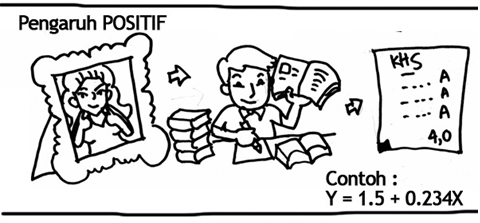 Pengaruh POSITIF
KHS
A
A
A
4,0
Contoh :
Y = 1.5 + 0.234X